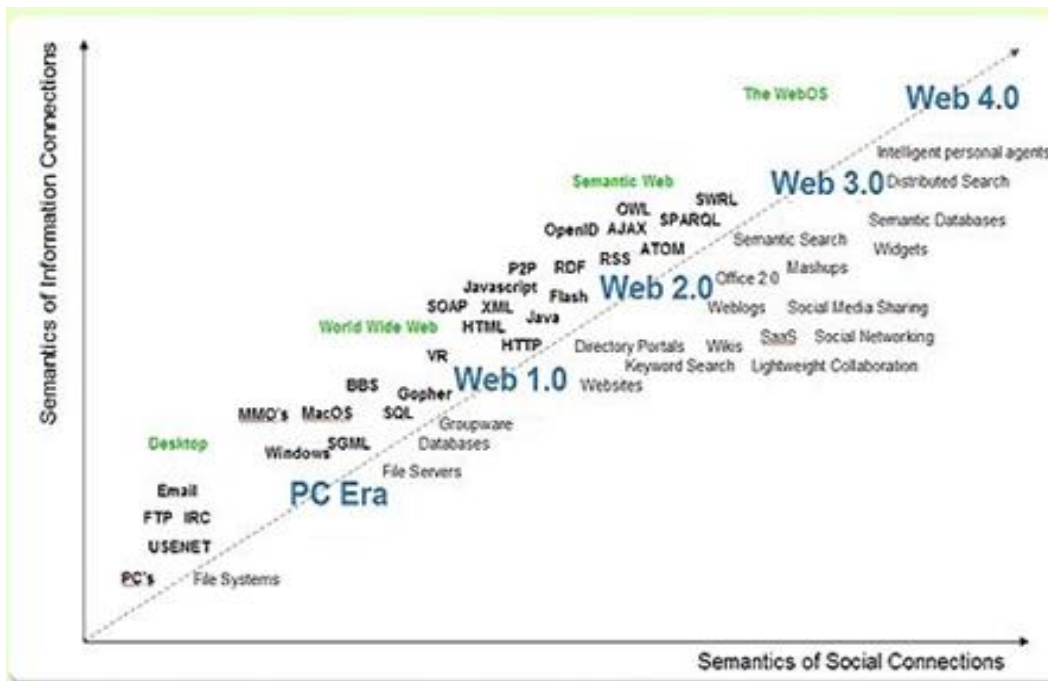 Semantics of Information Connections
The WebOS
Web 4.0
Intelligent personal agents
Semantic Web
Web 3.0
Distributed Search
SWRL
OWL
SPARQL
Semantic Databases
OpenID
AJAX
ATOM
Semantic Search
Widgets
P2P
RDF
RSS
Mashups
Office 2.0
Javascript
Flash
Web 2.0
SOAP
XML
Java
Weblogs
Social Media Sharing
World Wide Web
HTML
HTTP
SaaS
Social Networking
Directory Portals
Wikis
VR
Keyword Search
Lightweight Collaboration
BBS
Gopher
Web 1.0
Websites
MMO's
MacOS
SQL
Groupware
Desktop
Windows
SGML
Databases
File Servers
Email
PC Era
FTP
IRC
USENET
PC's
File Systems
Semantics of Social Connections